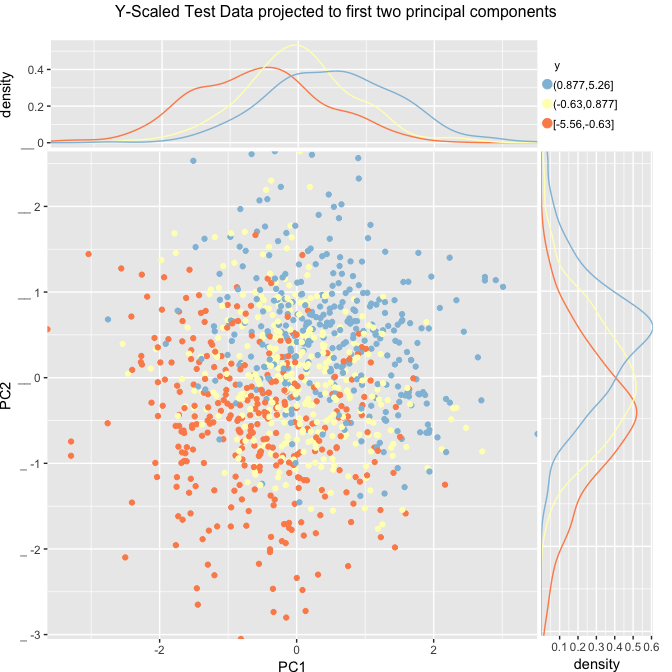 Y-Scaled Test Data projected to first two principal components
density
0.4
0.2
0
y
(0.877,5.26]
(-0.63,0.877]
[-5.56,-0.63)
PC2
2
1
0
-1
-2
-3
-2 0 2
PC1
0.1 0.2 0.3 0.4 0.5 0.6
density